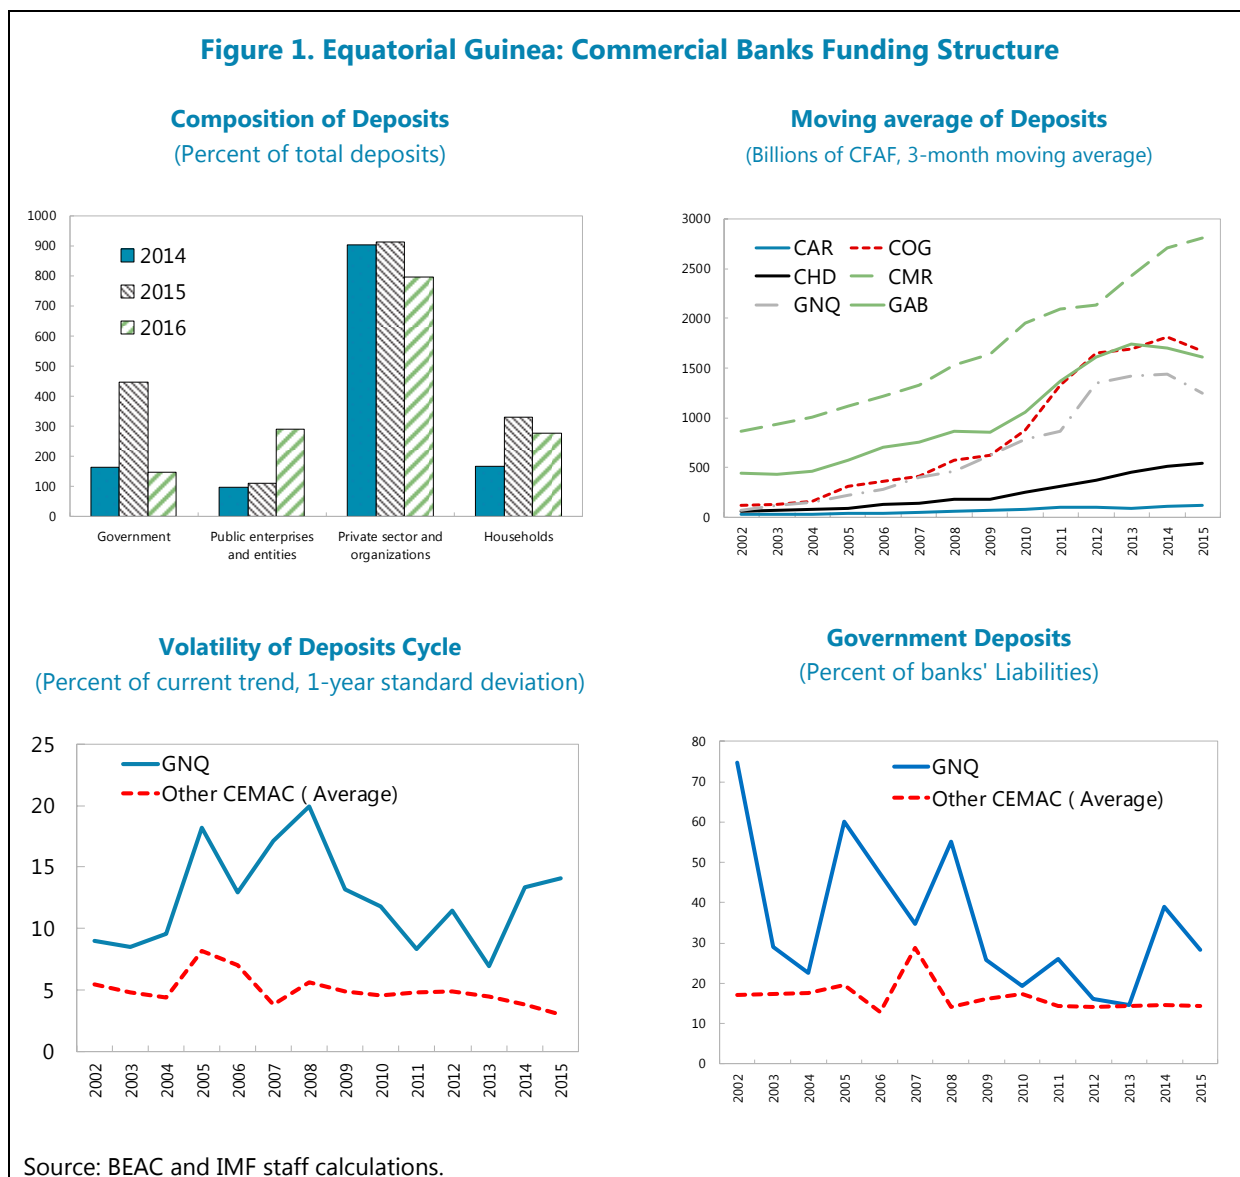 Figure 1. Equatorial Guinea: Commercial Banks Funding Structure
Composition of Deposits
(Percent of total deposits)
1000
900
800
700
600
500
400
300
200
100
0
2014
2015
2016
Government
Public enterprises
and entities
Private sector and
organizations
Households
Moving average of Deposits
(Billions of CFAF, 3-month moving average)
3000
2500
2000
1500
1000
500
0
CAR COG
CHD CMR
GNQ GAB
2002 2003 2004 2005 2006 2007 2008 2009 2010 2011 2012 2013 2014 2015
Volatility of Deposits Cycle
(Percent of current trend, 1-year standard deviation)
25
20
15
10
5
0
GNQ
Other CEMAC ( Average)
2002 2003 2004 2005 2006 2007 2008 2009 2010 2011 2012 2013 2014 2015
Government Deposits
(Percent of banks' Liabilities)
80
70
60
50
40
30
20
10
0
GNQ
Other CEMAC ( Average)
2002 2003 2004 2005 2006 2007 2008 2009 2010 2011 2012 2013 2014 2015
Source: BEAC and IMF staff calculations.